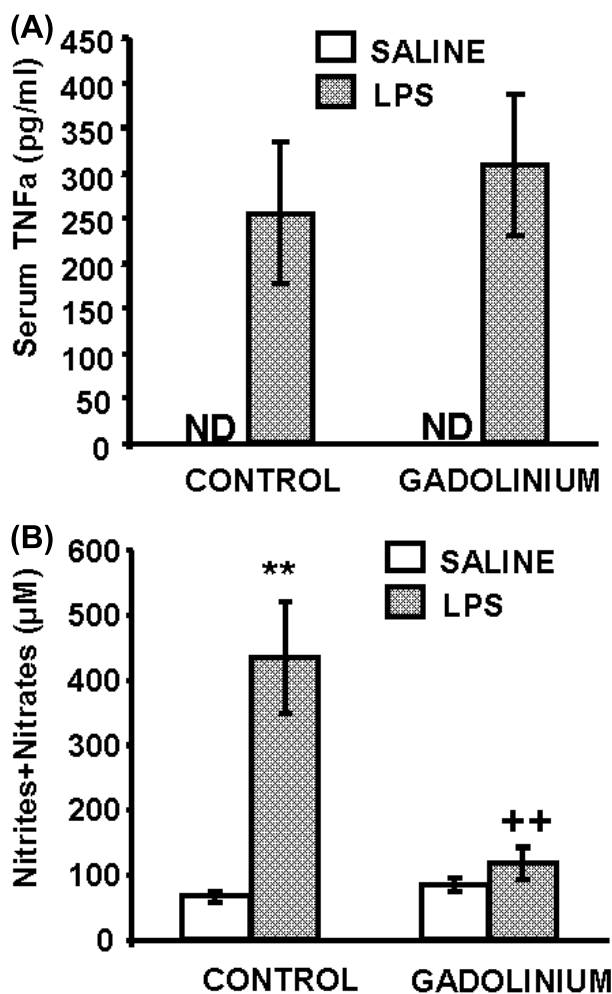 (A)
Serum TNFa (pg/ml)
450
400
350
300
250
200
150
100
50
0
SALINE
LPS
ND
ND
CONTROL
GADOLINIUM
(B)
Nitrites+Nitrates (µM)
600
500
400
300
200
100
0
SALINE
LPS
**
++
CONTROL
GADOLINIUM